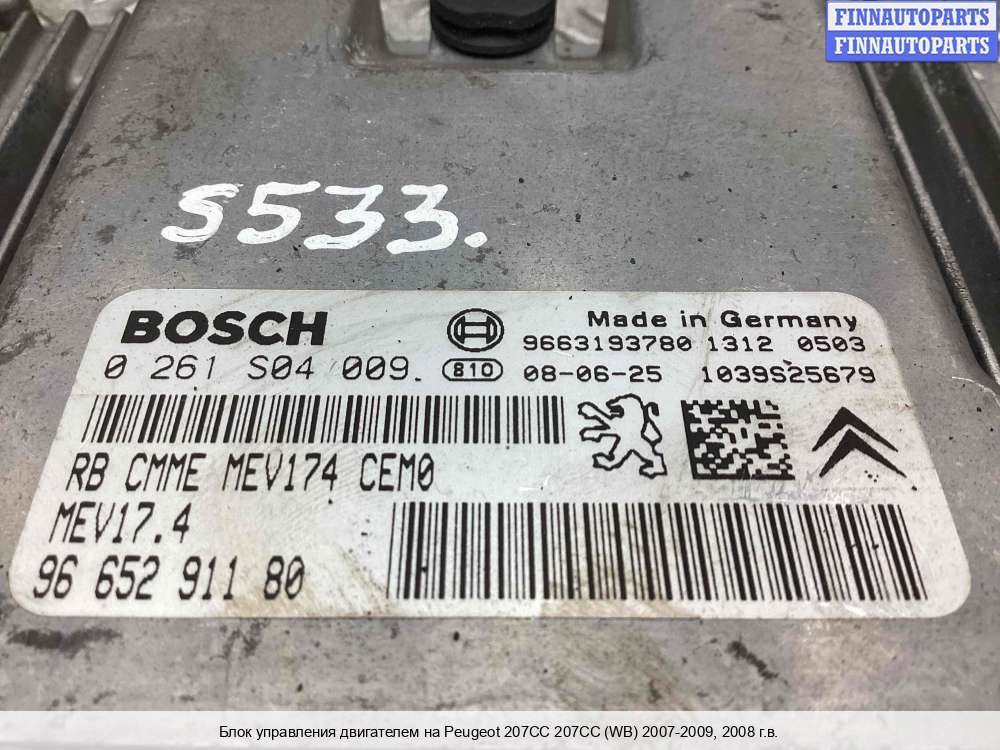 FINNAUTOPARTS
FINNAUTOPARTS
S533.
BOSCH
Made in Germany
9663193780 1312 0503
0 261 S04 009. 810 08-06-25 1039S25679
RB CMME MEV174 CEM0
MEV17.4
96 652 911 80
Блок управления двигателем на Peugeot 207CC 207CC (WB) 2007-2009, 2008 г.в.